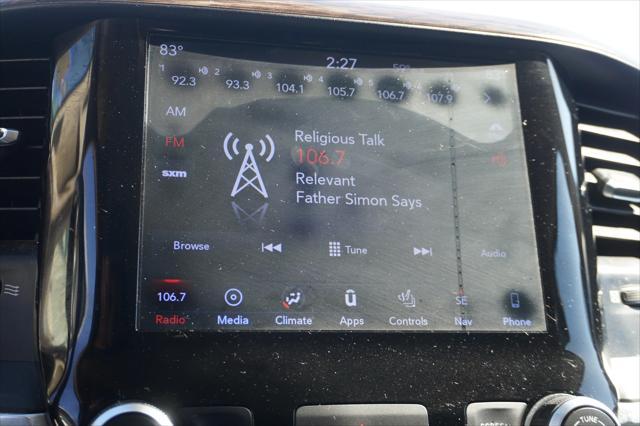 83° 2:27 59°
1 2 3 4 5
92.3 93.3 104.1 105.7 106.7 107.9
AM
FM
sxm
Religious Talk
106.7
Relevant
Father Simon Says
Browse Tune Audio
106.7 SE
Radio Media Climate Apps Controls Nav Phone
TUNE